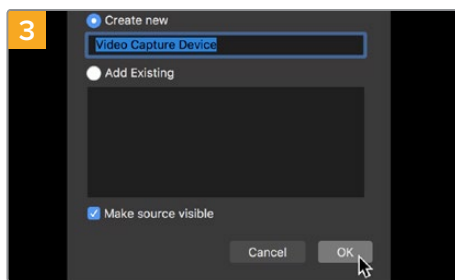 3
Create new
Video Capture Device
Add Existing
Make source visible
Cancel OK